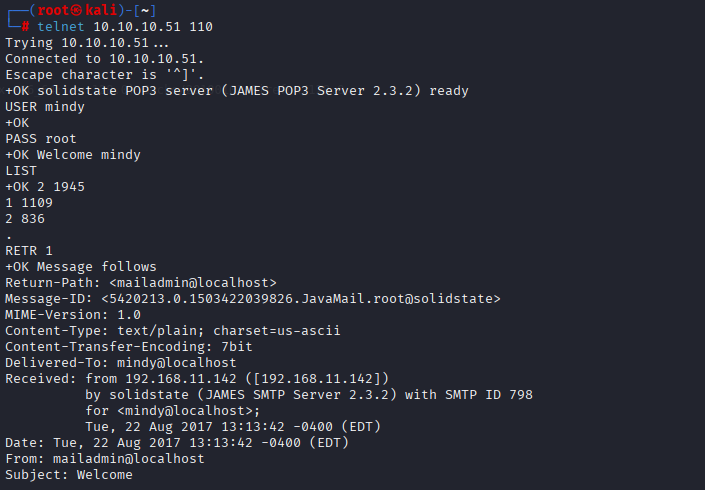 ┌──(root㉿kali)-[~]
└─# telnet 10.10.10.51 110
Trying 10.10.10.51...
Connected to 10.10.10.51.
Escape character is '^]'.
+OK solidstate POP3 server (JAMES POP3 Server 2.3.2) ready
USER mindy
+OK
PASS root
+OK Welcome mindy
LIST
+OK 2 1945
1 1109
2 836
.
RETR 1
+OK Message follows
Return-Path: <mailadmin@localhost>
Message-ID: <5420213.0.1503422039826.JavaMail.root@solidstate>
MIME-Version: 1.0
Content-Type: text/plain; charset=us-ascii
Content-Transfer-Encoding: 7bit
Delivered-To: mindy@localhost
Received: from 192.168.11.142 ([192.168.11.142])
          by solidstate (JAMES SMTP Server 2.3.2) with SMTP ID 798
          for <mindy@localhost>;
          Tue, 22 Aug 2017 13:13:42 -0400 (EDT)
Date: Tue, 22 Aug 2017 13:13:42 -0400 (EDT)
From: mailadmin@localhost
Subject: Welcome